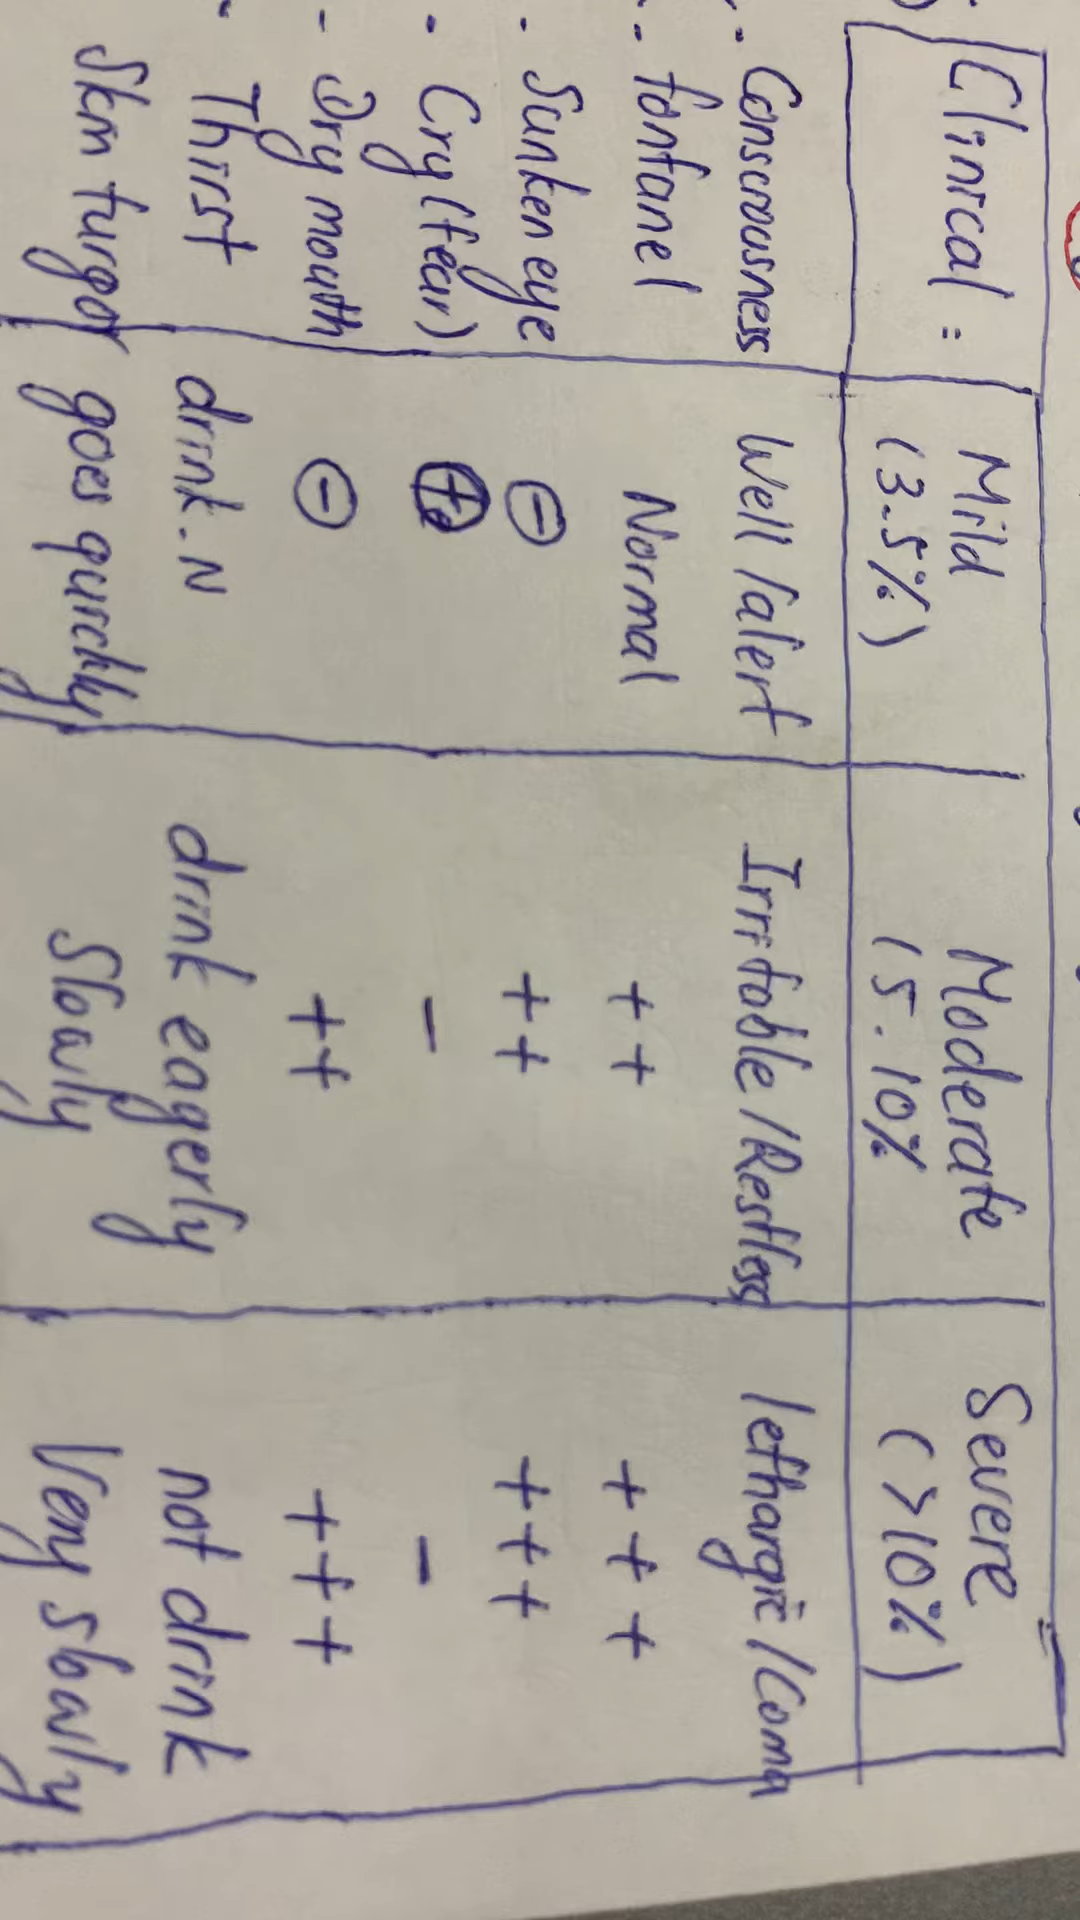 Clinical : Mild Moderate Severe
(3-5%) (5-10% (>10%)
- Consciousness Well/alert Irritable/Restless lethargic/Coma
- fontanel Normal ++ +++
- Sunken eye ⊖ ++ +++
- Cry (tear) ⊕ - -
- Dry mouth ⊖ ++ +++
- Thirst drink-N drink eagerly not drink
Skin turgor goes quickly Slowly Very slowly